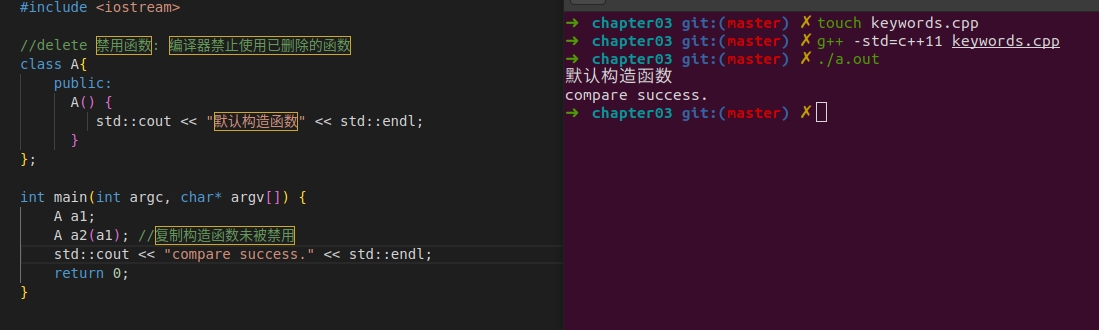 #include <iostream>
//delete 禁用函数: 编译器禁止使用已删除的函数
class A{
public:
A() {
std::cout << "默认构造函数" << std::endl;
}
};
int main(int argc, char* argv[]) {
A a1;
A a2(a1); //复制构造函数未被禁用
std::cout << "compare success." << std::endl;
return 0;
}
➜ chapter03 git:(master) ✗ touch keywords.cpp
➜ chapter03 git:(master) ✗ g++ -std=c++11 keywords.cpp
➜ chapter03 git:(master) ✗ ./a.out
默认构造函数
compare success.
➜ chapter03 git:(master) ✗